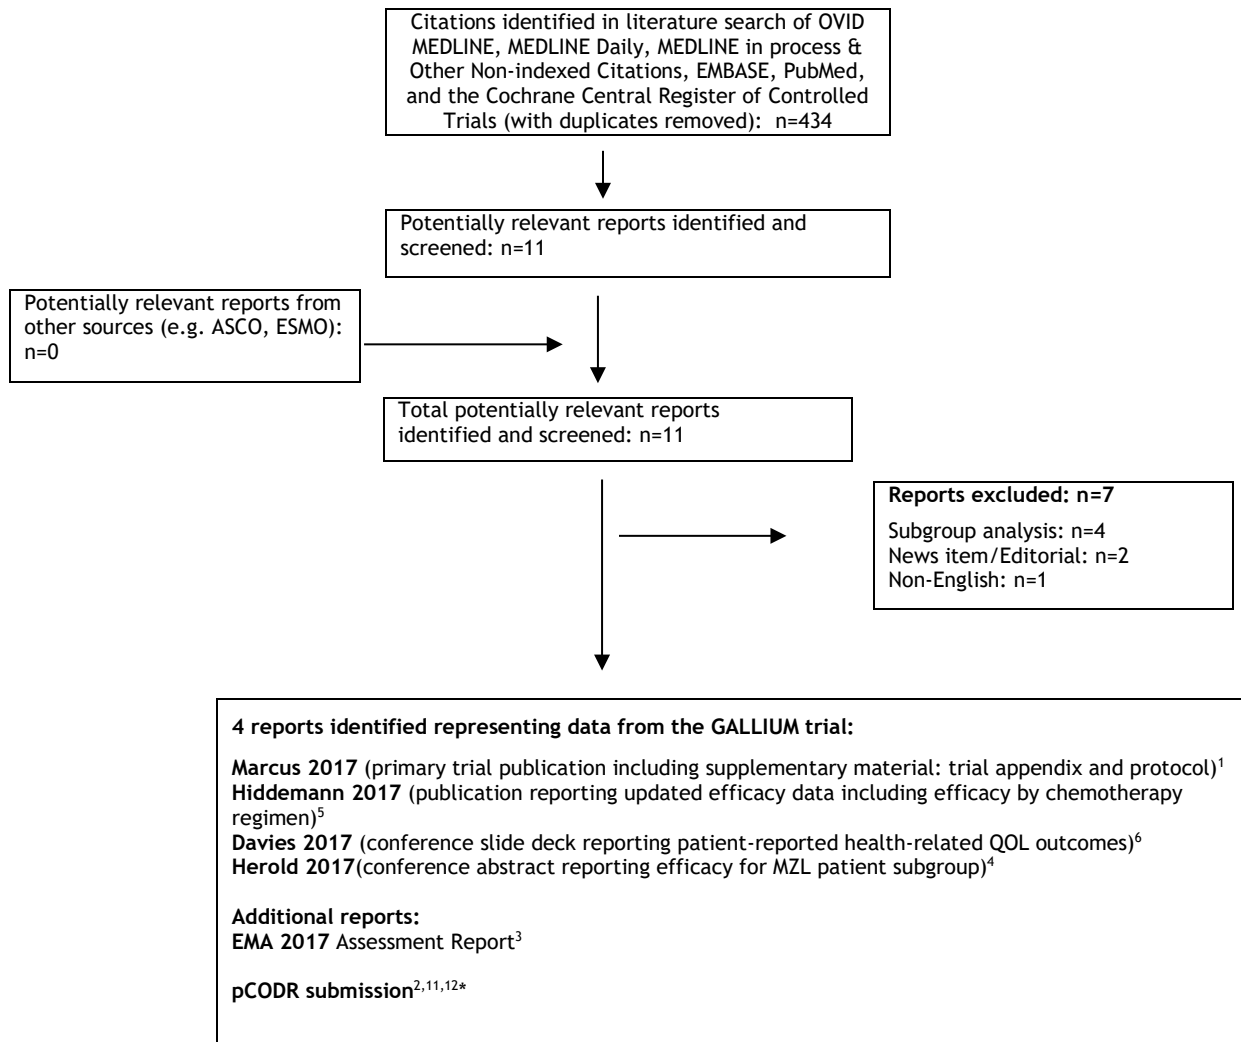 Citations identified in literature search of OVID
MEDLINE, MEDLINE Daily, MEDLINE in process &
Other Non-indexed Citations, EMBASE, PubMed,
and the Cochrane Central Register of Controlled
Trials (with duplicates removed): n=434
Potentially relevant reports identified and
screened: n=11
Potentially relevant reports from
other sources (e.g. ASCO, ESMO):
n=0
Total potentially relevant reports
identified and screened: n=11
Reports excluded: n=7
Subgroup analysis: n=4
News item/Editorial: n=2
Non-English: n=1
4 reports identified representing data from the GALLIUM trial:
Marcus 2017 (primary trial publication including supplementary material: trial appendix and protocol)1
Hiddemann 2017 (publication reporting updated efficacy data including efficacy by chemotherapy
regimen)5
Davies 2017 (conference slide deck reporting patient-reported health-related QOL outcomes)6
Herold 2017(conference abstract reporting efficacy for MZL patient subgroup)4
Additional reports:
EMA 2017 Assessment Report3
pCODR submission2,11,12*